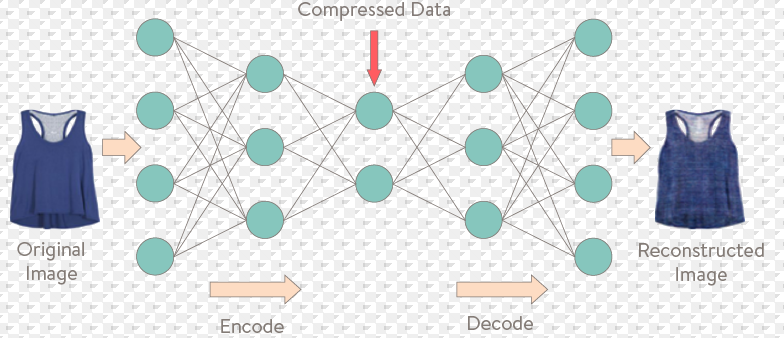 Compressed Data
Original
Image
Reconstructed
Image
Encode
Decode